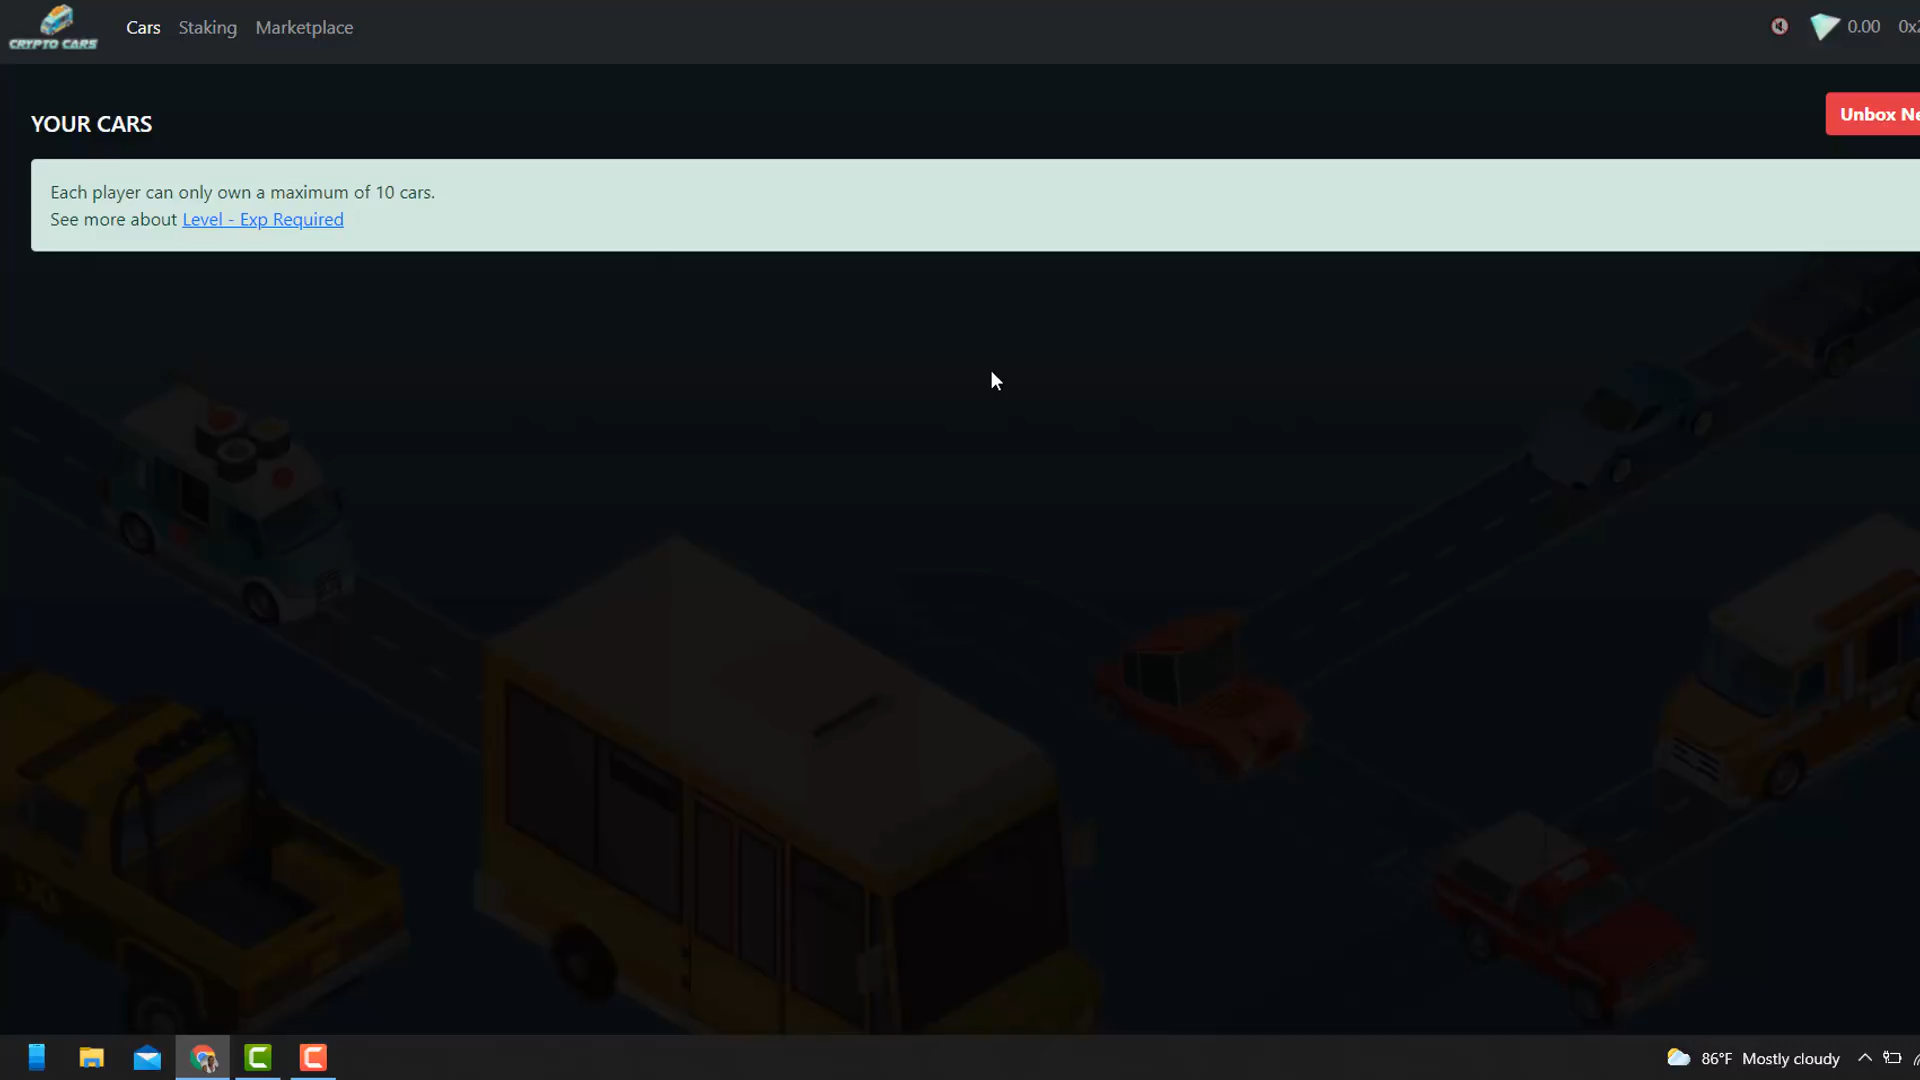 CRYPTO CARS
Cars Staking Marketplace
0.00 0x
Unbox Ne
YOUR CARS
Each player can only own a maximum of 10 cars.
See more about Level - Exp Required
86°F Mostly cloudy